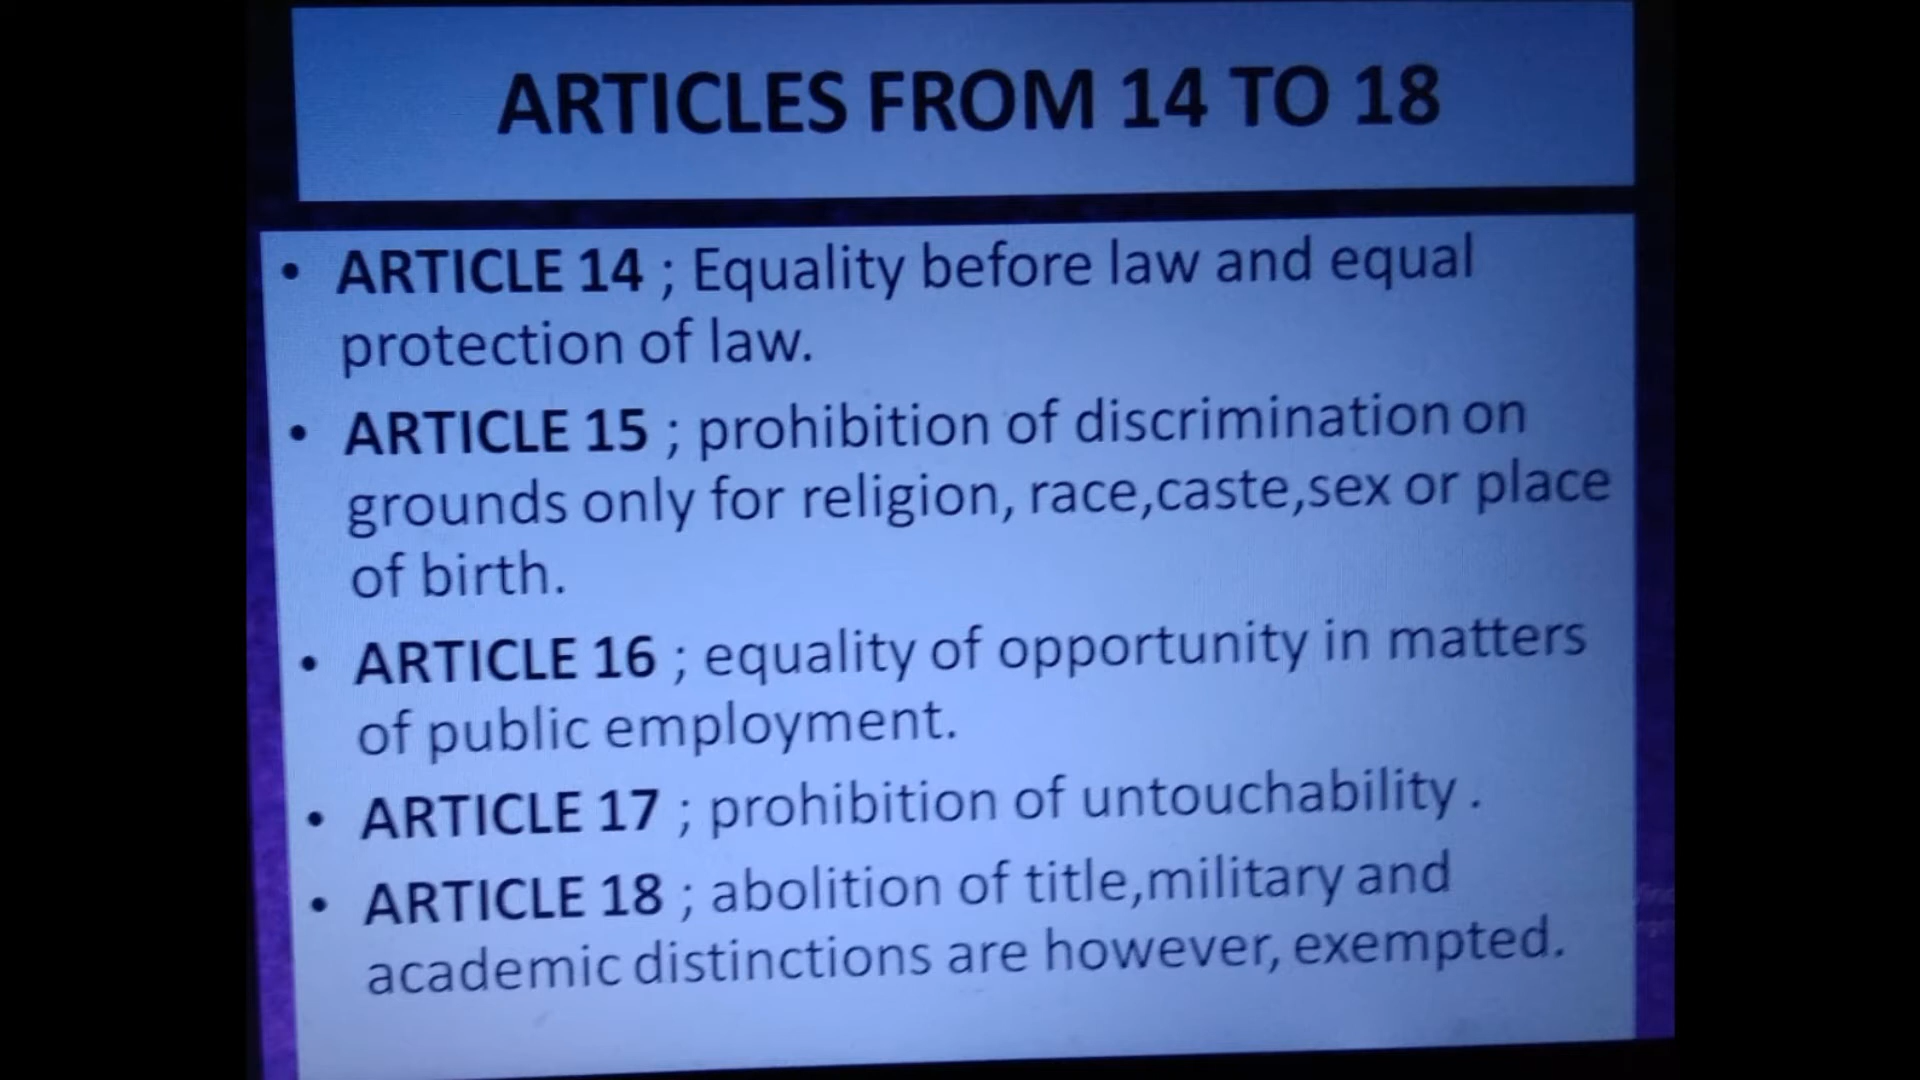 ARTICLES FROM 14 TO 18
• ARTICLE 14 ; Equality before law and equal
protection of law.
• ARTICLE 15 ; prohibition of discrimination on
grounds only for religion, race,caste,sex or place
of birth.
• ARTICLE 16 ; equality of opportunity in matters
of public employment.
• ARTICLE 17 ; prohibition of untouchability .
• ARTICLE 18 ; abolition of title,military and
academic distinctions are however, exempted.